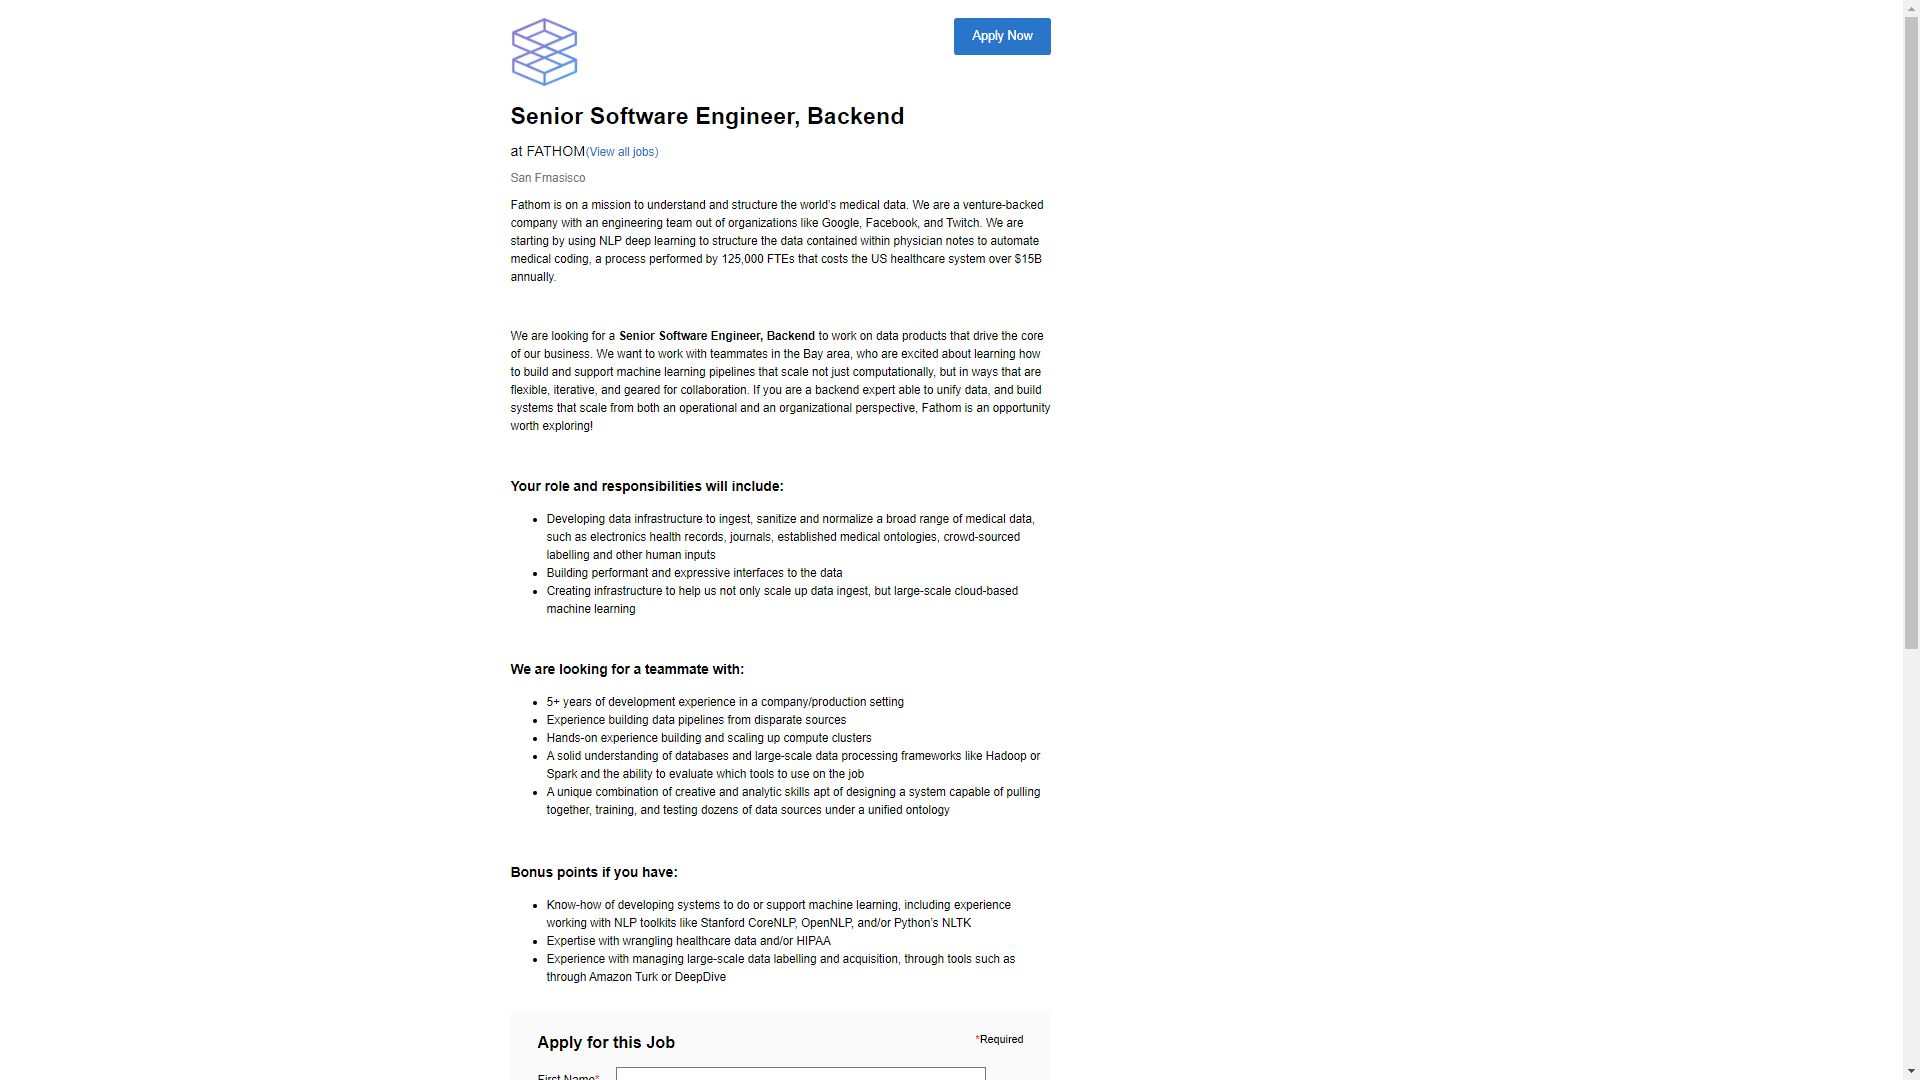 Apply Now
Senior Software Engineer, Backend
at FATHOM(View all jobs)
San Frnasisco
Fathom is on a mission to understand and structure the world’s medical data. We are a venture-backed
company with an engineering team out of organizations like Google, Facebook, and Twitch. We are
starting by using NLP deep learning to structure the data contained within physician notes to automate
medical coding, a process performed by 125,000 FTEs that costs the US healthcare system over $15B
annually.
We are looking for a Senior Software Engineer, Backend to work on data products that drive the core
of our business. We want to work with teammates in the Bay area, who are excited about learning how
to build and support machine learning pipelines that scale not just computationally, but in ways that are
flexible, iterative, and geared for collaboration. If you are a backend expert able to unify data, and build
systems that scale from both an operational and an organizational perspective, Fathom is an opportunity
worth exploring!
Your role and responsibilities will include:
• Developing data infrastructure to ingest, sanitize and normalize a broad range of medical data,
such as electronics health records, journals, established medical ontologies, crowd-sourced
labelling and other human inputs
• Building performant and expressive interfaces to the data
• Creating infrastructure to help us not only scale up data ingest, but large-scale cloud-based
machine learning
We are looking for a teammate with:
• 5+ years of development experience in a company/production setting
• Experience building data pipelines from disparate sources
• Hands-on experience building and scaling up compute clusters
• A solid understanding of databases and large-scale data processing frameworks like Hadoop or
Spark and the ability to evaluate which tools to use on the job
• A unique combination of creative and analytic skills apt of designing a system capable of pulling
together, training, and testing dozens of data sources under a unified ontology
Bonus points if you have:
• Know-how of developing systems to do or support machine learning, including experience
working with NLP toolkits like Stanford CoreNLP, OpenNLP, and/or Python’s NLTK
• Expertise with wrangling healthcare data and/or HIPAA
• Experience with managing large-scale data labelling and acquisition, through tools such as
through Amazon Turk or DeepDive
Apply for this Job
*Required
First Name*